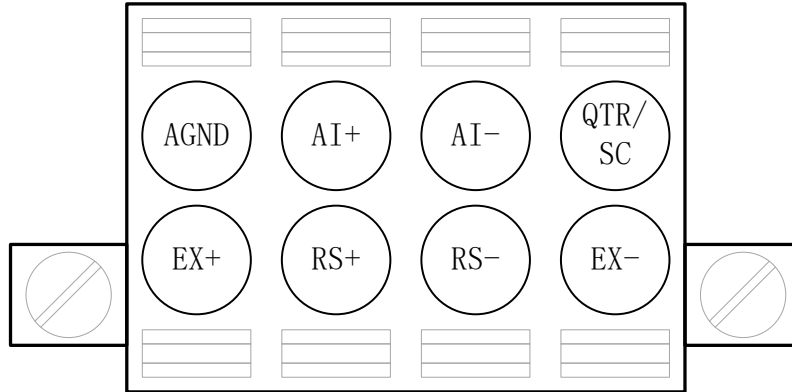 AGND AI+ AI- QTR/
SC
EX+ RS+ RS- EX-